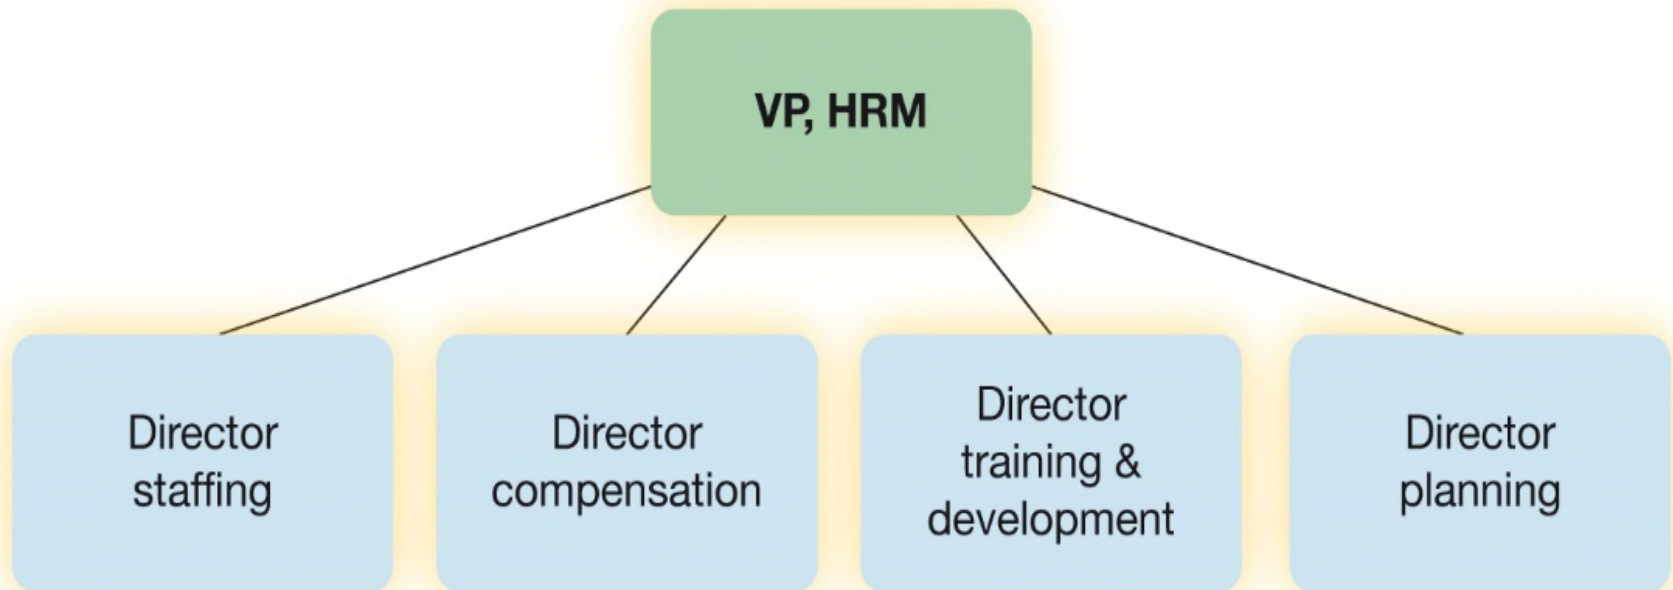 VP, HRM
Director
staffing
Director
compensation
Director
training &
development
Director
planning